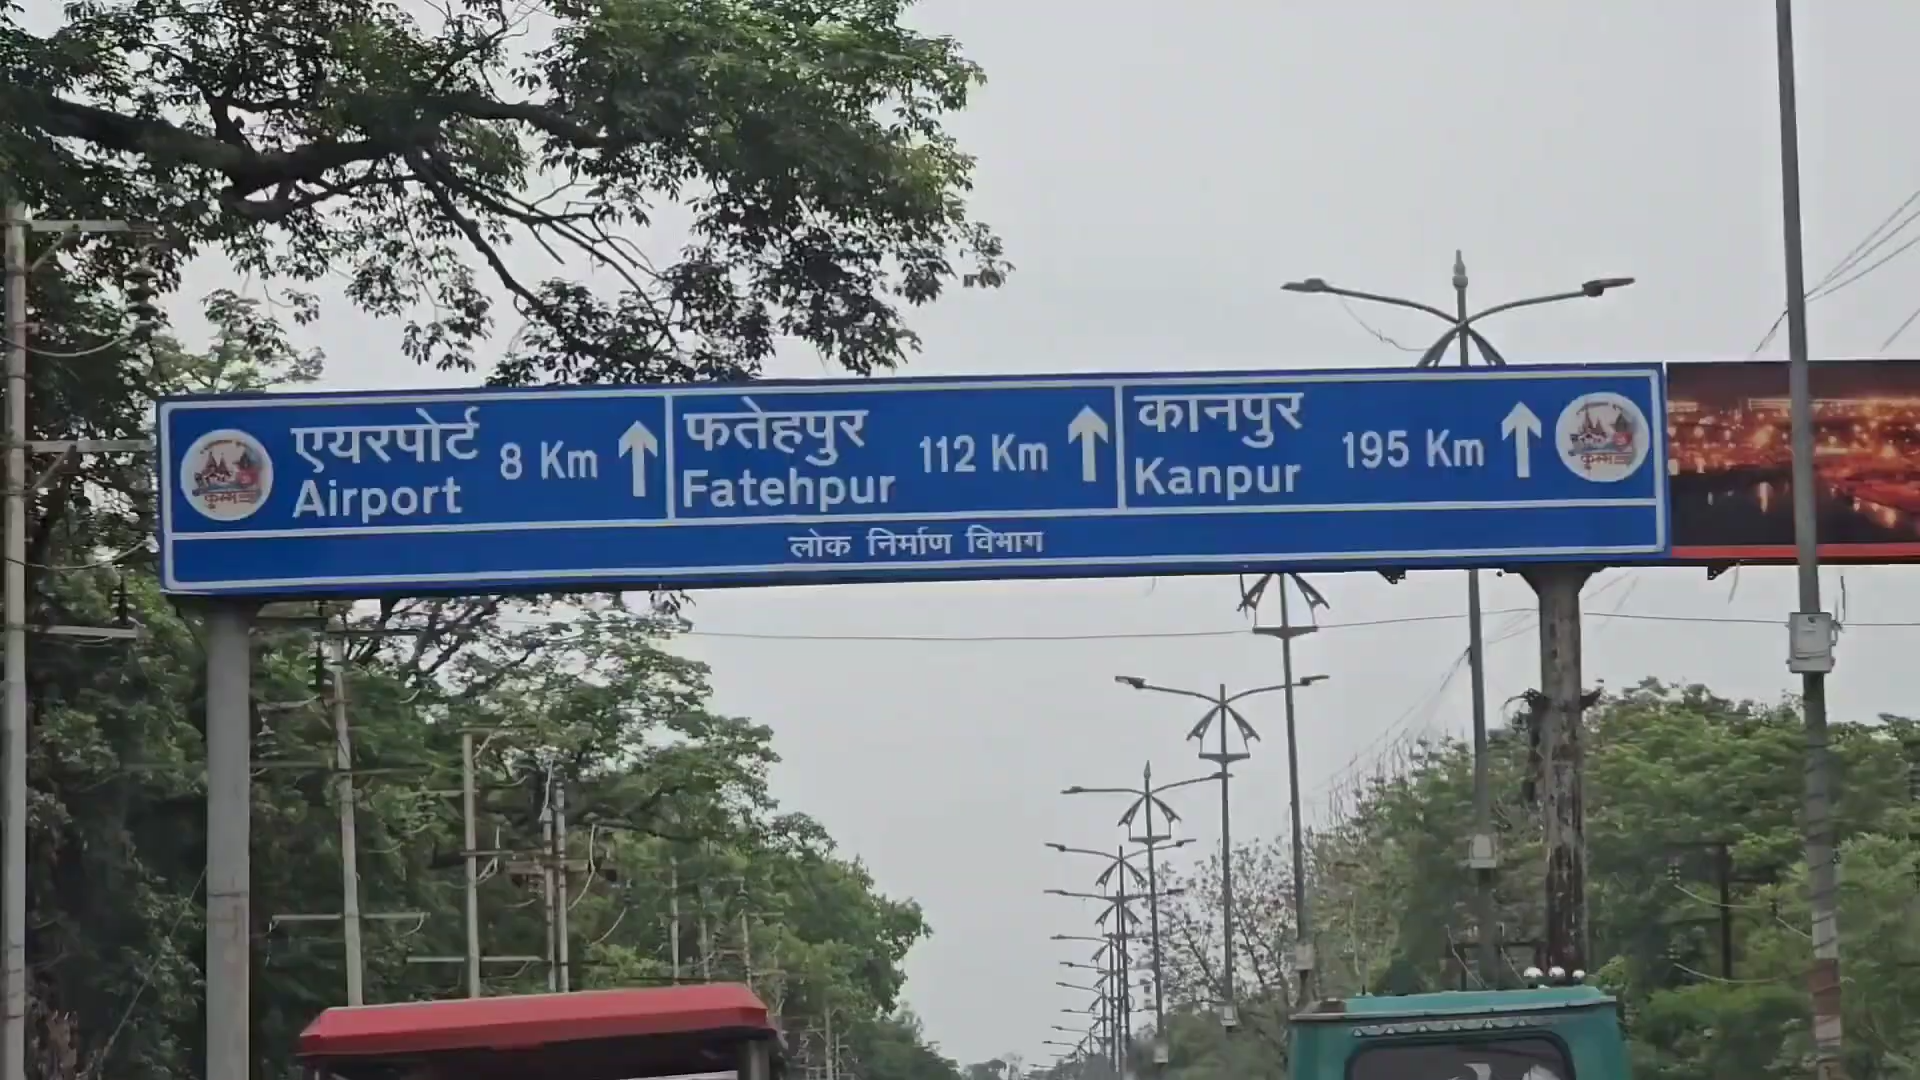 एयरपोर्ट
Airport
8 Km
फतेहपुर
Fatehpur
112 Km
कानपुर
Kanpur
195 Km
लोक निर्माण विभाग
कुम्भ
कुम्भ